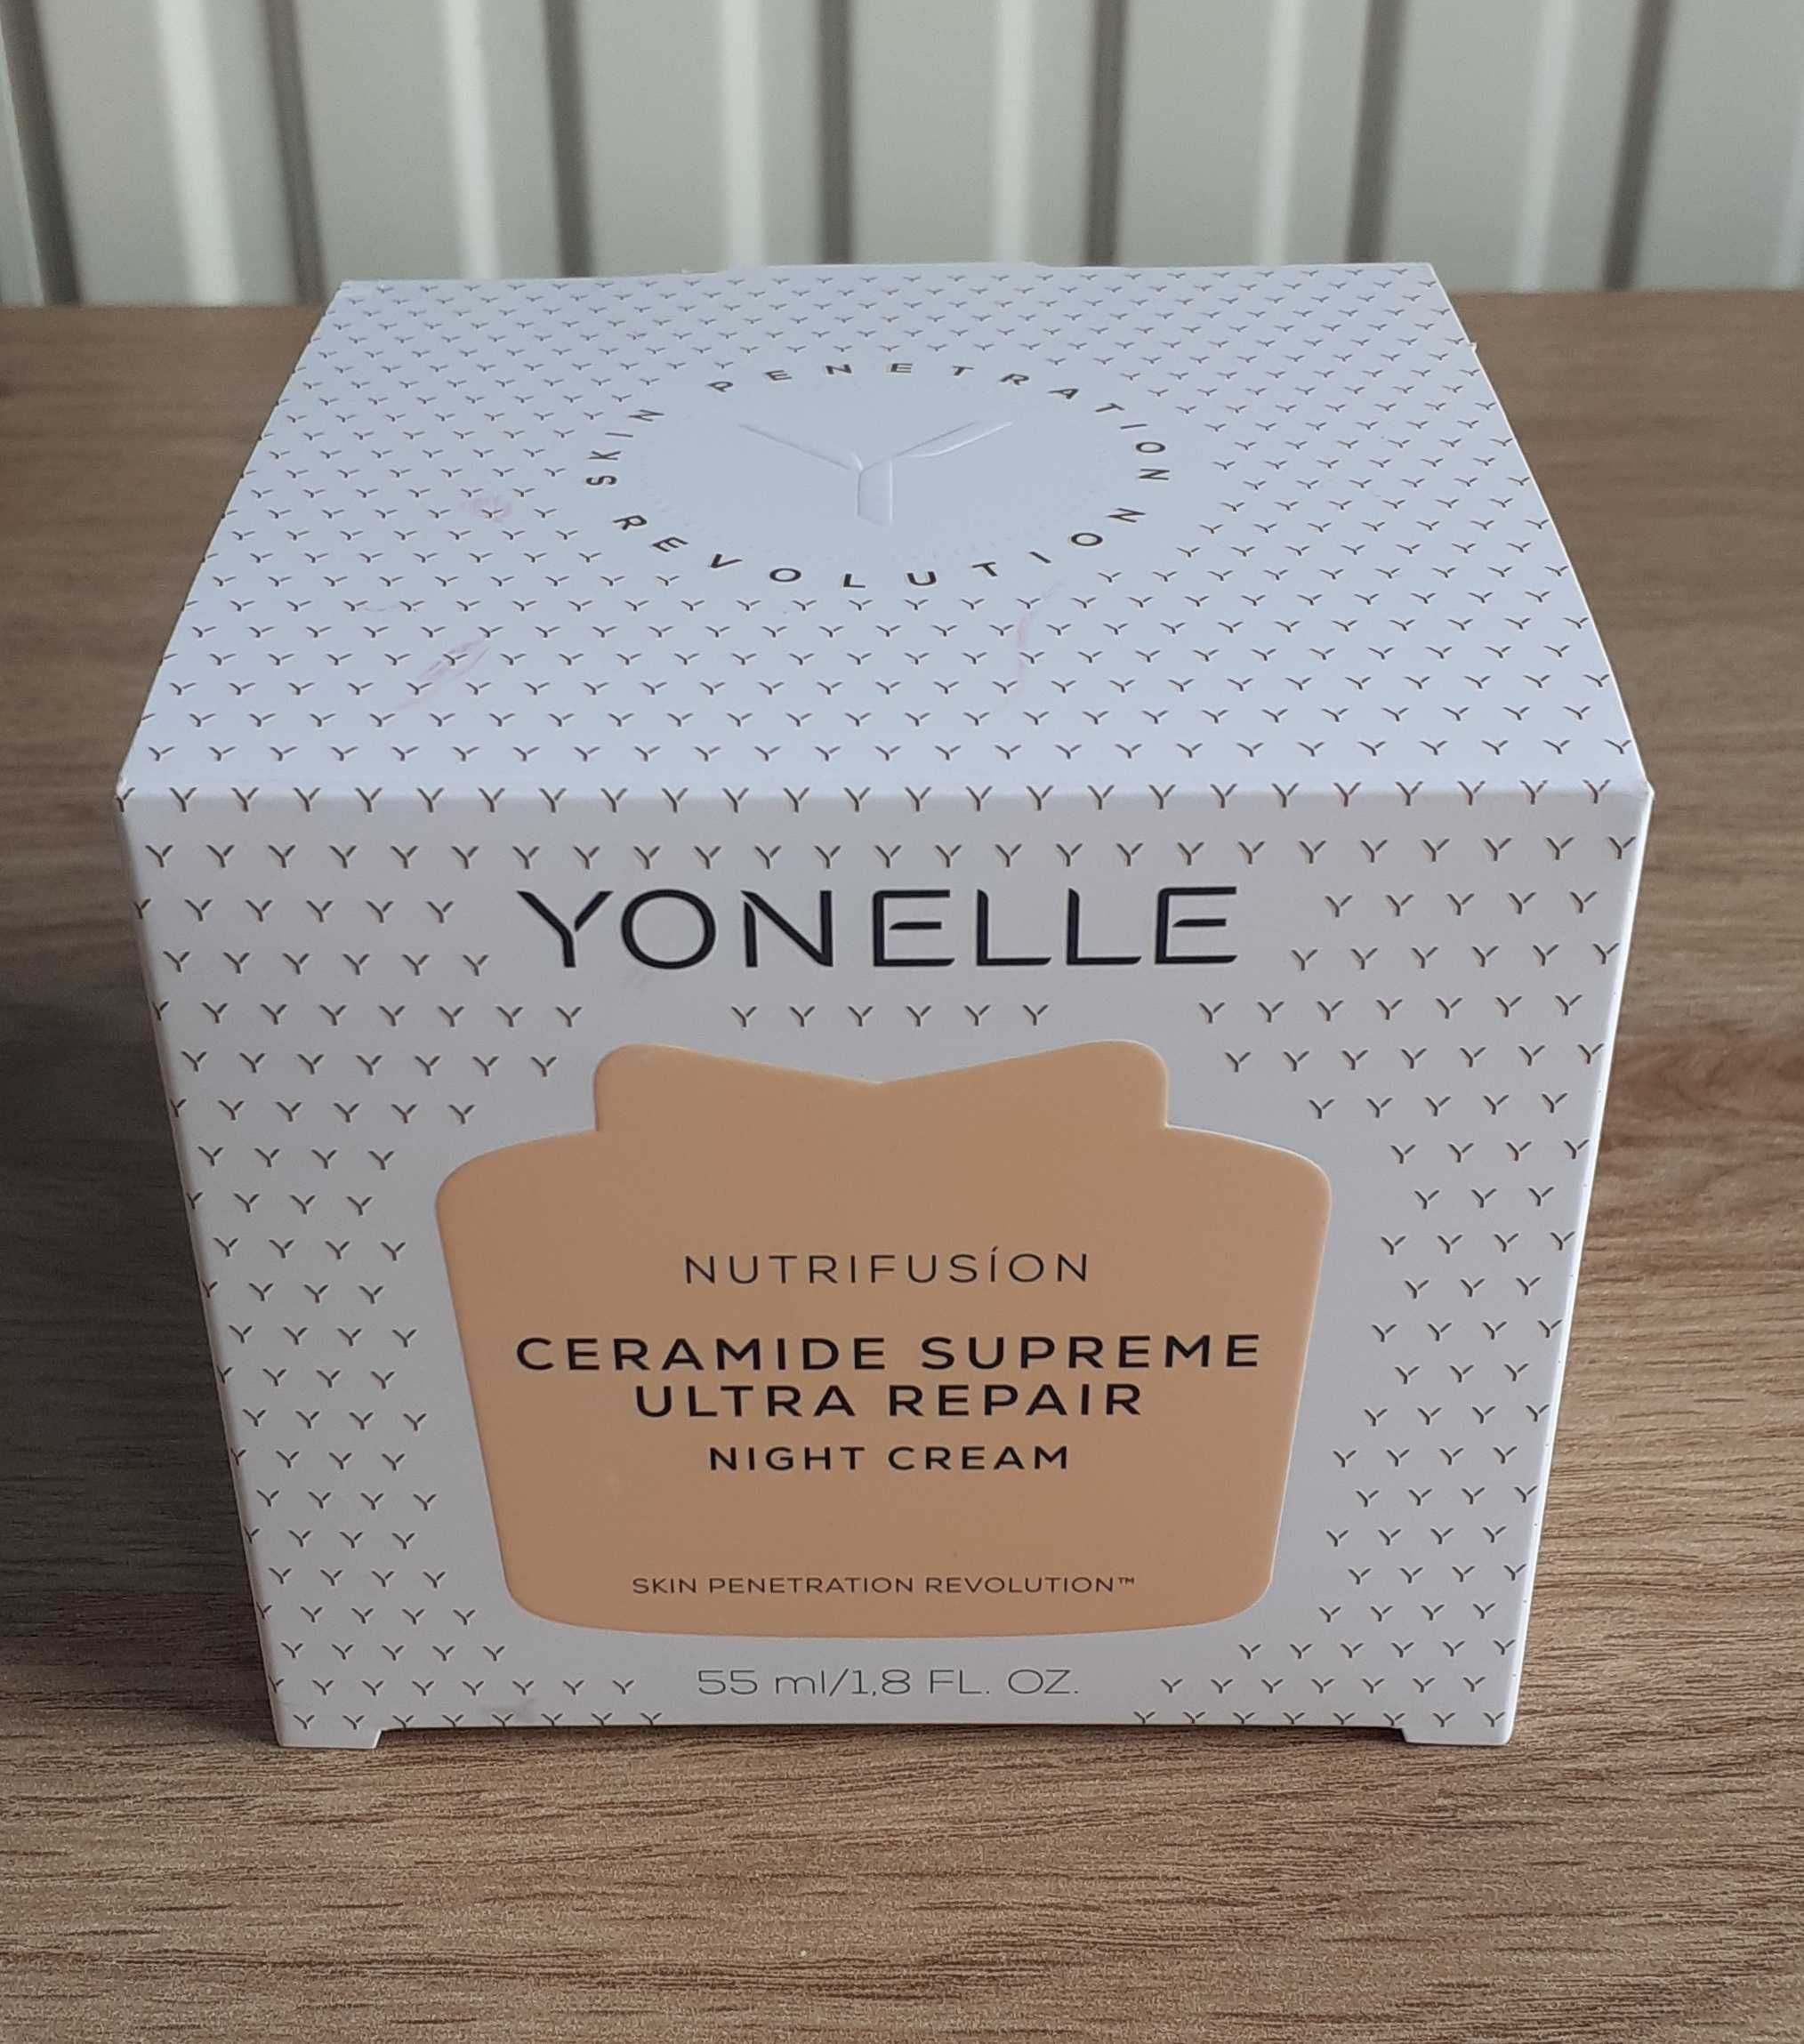 SKIN PENETRATION
REVOLUTION
YONELLE
NUTRIFUSÍON
CERAMIDE SUPREME
ULTRA REPAIR
NIGHT CREAM
SKIN PENETRATION REVOLUTION™
55 ml/1,8 FL. OZ.